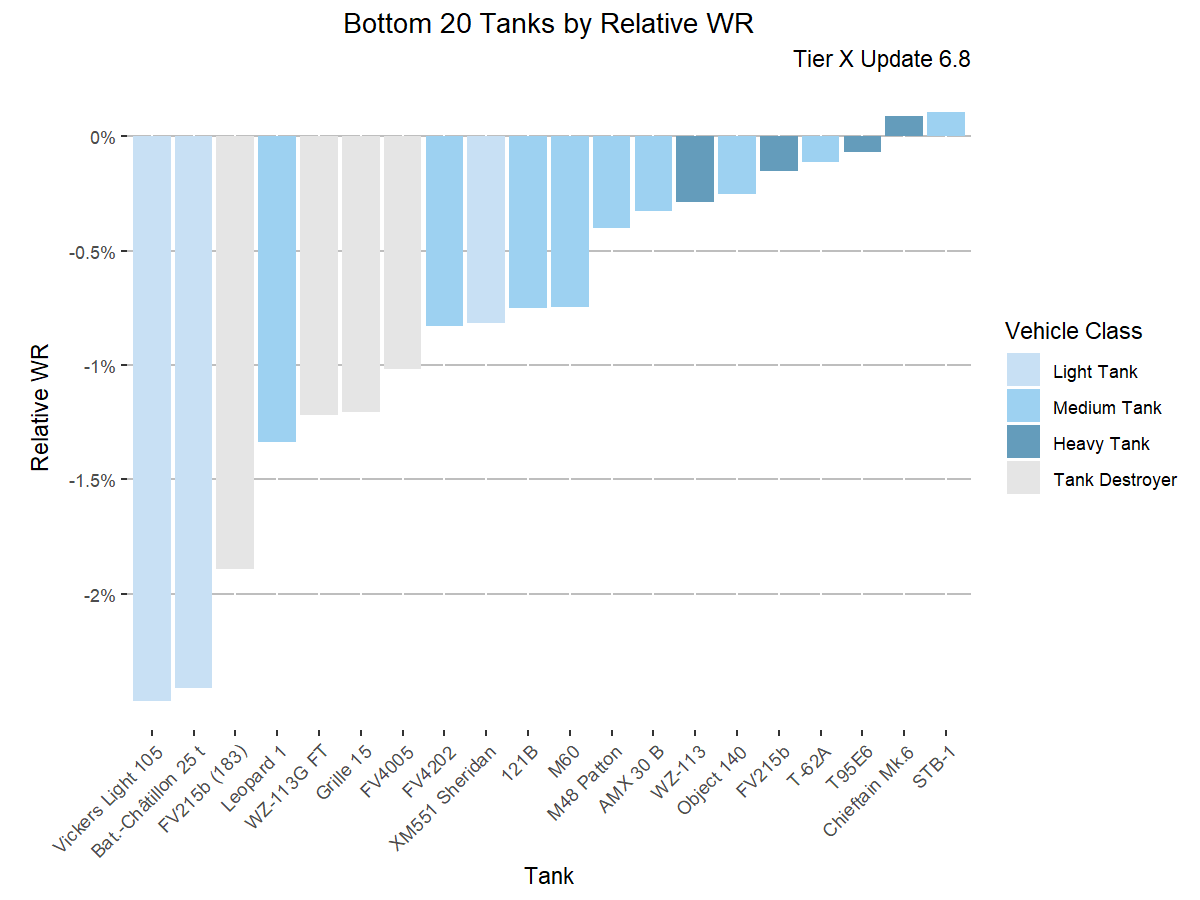 Bottom 20 Tanks by Relative WR
Tier X Update 6.8
0%
-0.5%
-1%
-1.5%
-2%
Relative WR
Vickers Light 105
Bat.-Châtillon 25 t
FV215b (183)
Leopard 1
WZ-113G FT
Grille 15
FV4005
FV4202
XM551 Sheridan
121B
M60
M48 Patton
AMX 30 B
WZ-113
Object 140
FV215b
T-62A
T95E6
Chieftain Mk.6
STB-1
Tank
Vehicle Class
Light Tank
Medium Tank
Heavy Tank
Tank Destroyer